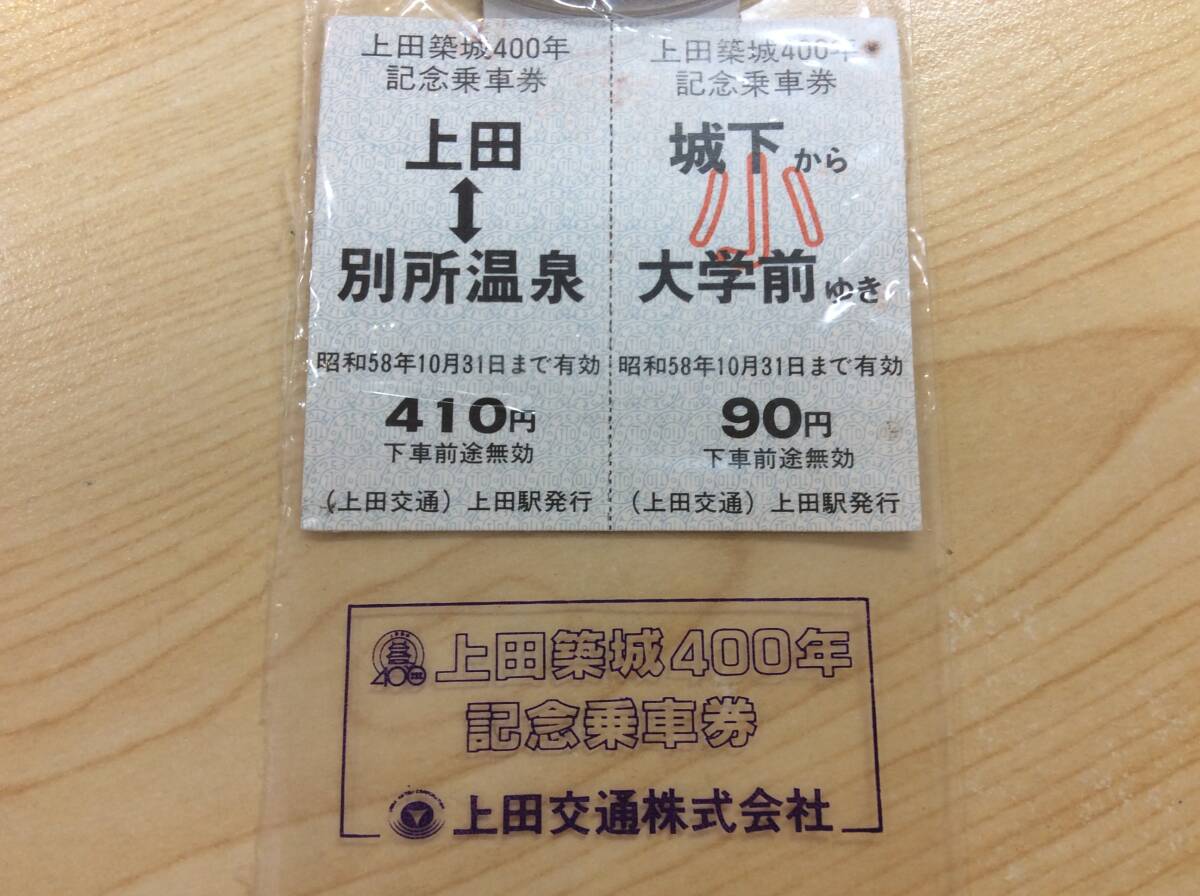 上田築城400年
記念乗車券
上田
↕
別所温泉
昭和58年10月31日まで有効
410円
下車前途無効
(上田交通) 上田駅発行
上田築城400年
記念乗車券
小
城下から
大学前ゆき
昭和58年10月31日まで有効
90円
下車前途無効
(上田交通) 上田駅発行
400
上田築城400年
記念乗車券
上田交通株式会社